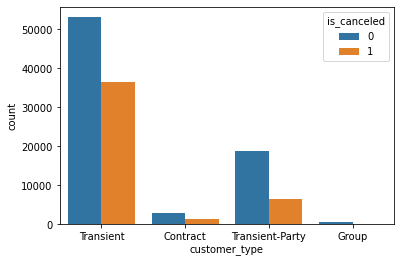 is_canceled
0
1
50000
40000
30000
20000
10000
0
count
Transient Contract Transient-Party Group
customer_type